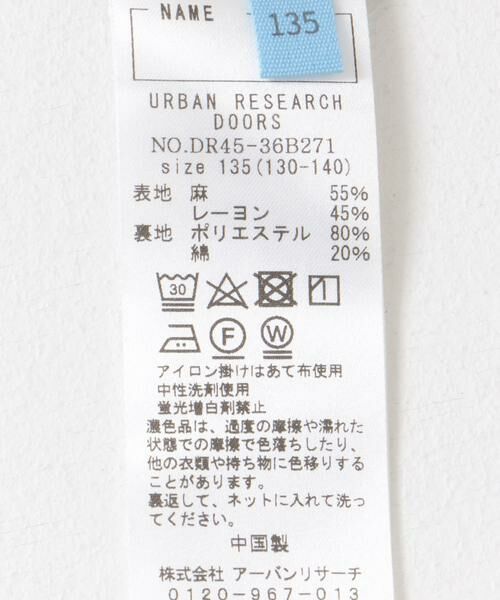 NAME
135
URBAN RESEARCH
DOORS
NO.DR45-36B271
size 135(130-140)
表地 麻 55%
レーヨン 45%
裏地 ポリエステル 80%
綿 20%
30
F W
アイロン掛けはあて布使用
中性洗剤使用
蛍光増白剤禁止
濃色品は、過度の摩擦や濡れた
状態での摩擦で色落ちしたり、
他の衣類や持ち物に色移りする
ことがあります。
裏返して、ネットに入れて洗っ
てください。
中国製
株式会社 アーバンリサーチ
0120-967-013